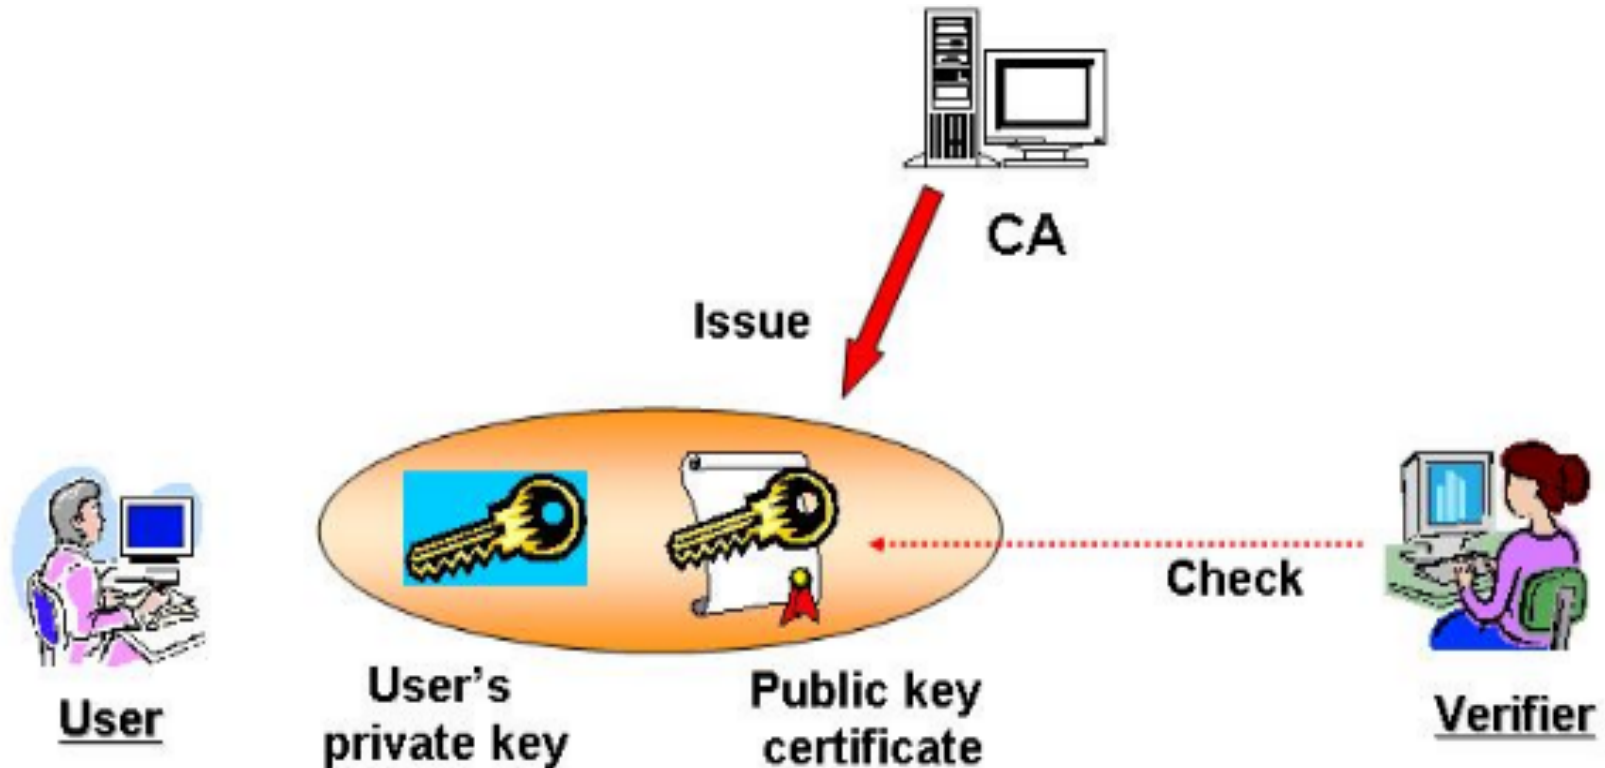 CA
Issue
Check
User's
private key
Public key
certificate
User
Verifier